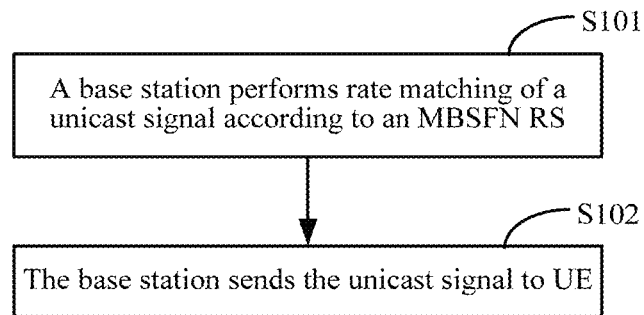 S101
A base station performs rate matching of a
unicast signal according to an MBSFN RS
S102
The base station sends the unicast signal to UE